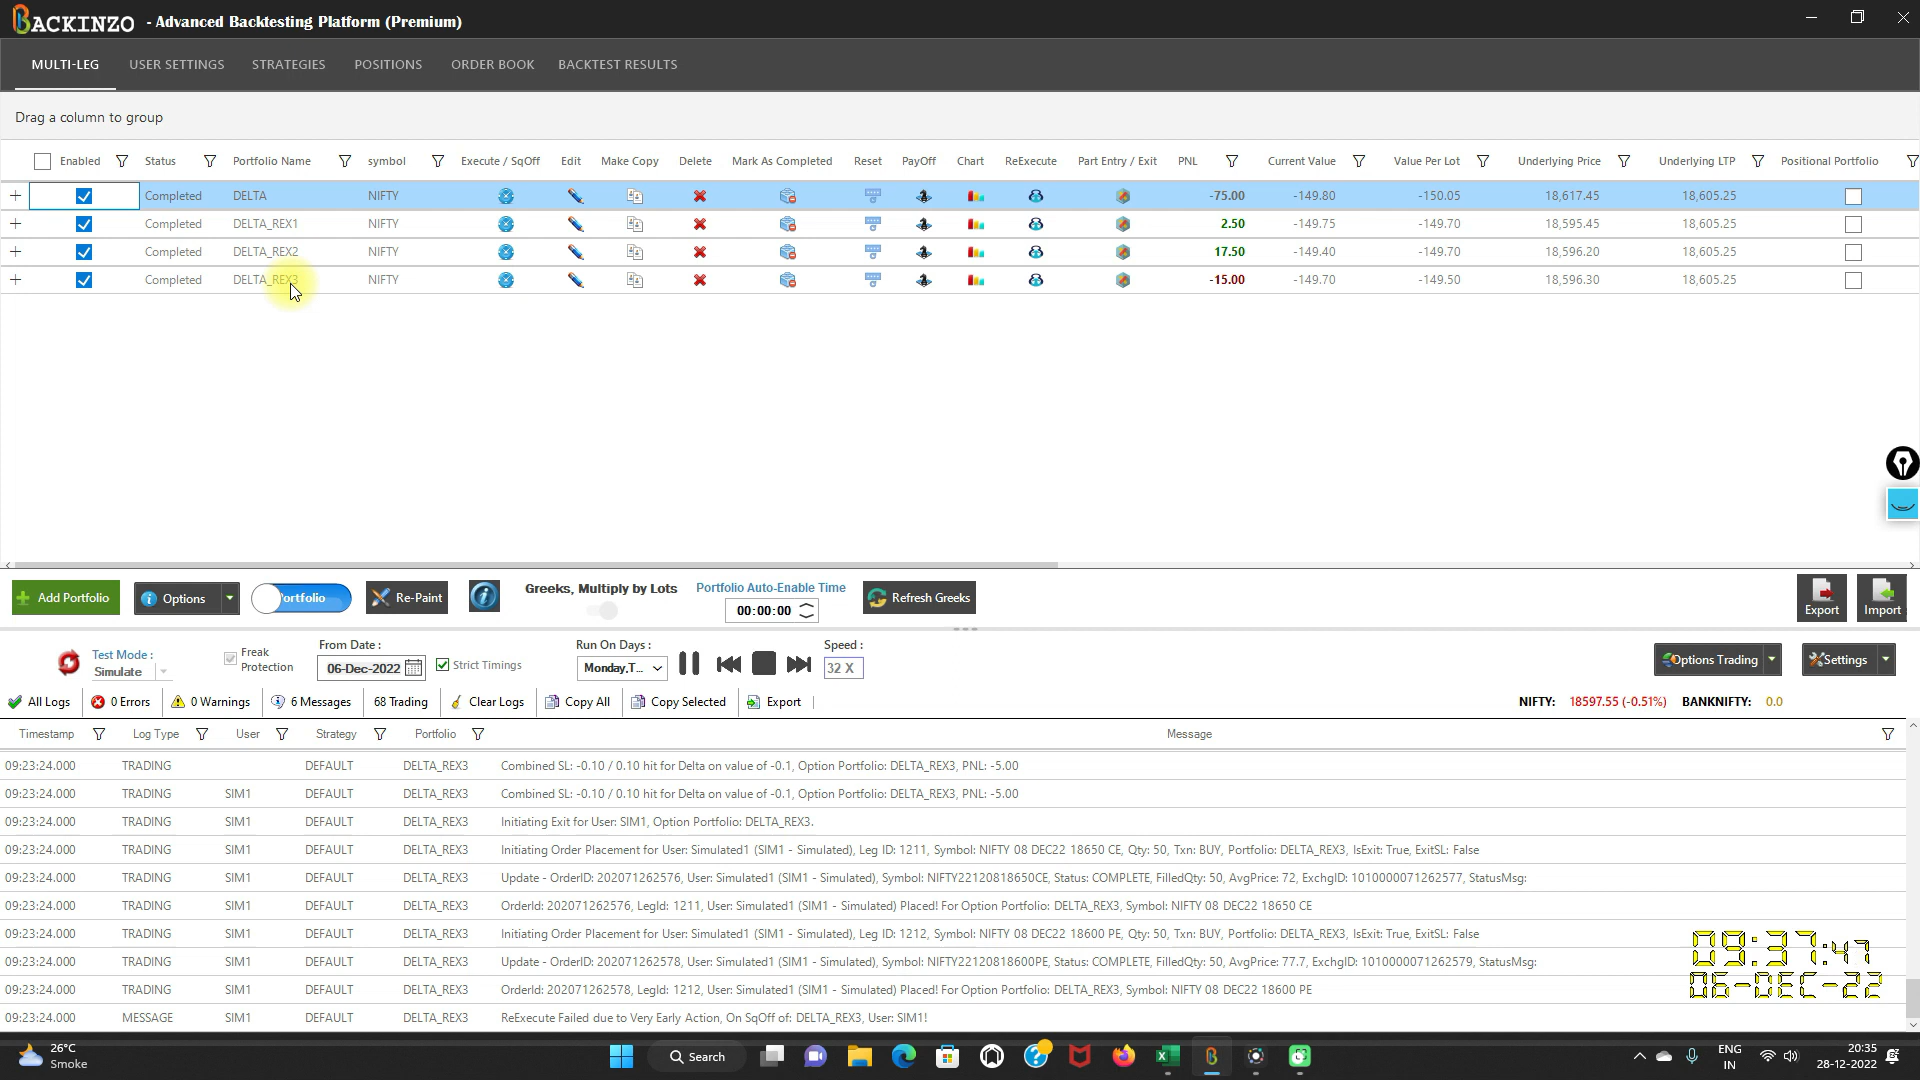 BACKINZO - Advanced Backtesting Platform (Premium)
MULTI-LEG USER SETTINGS STRATEGIES POSITIONS ORDER BOOK BACKTEST RESULTS
Drag a column to group
Enabled Status Portfolio Name symbol Execute / SqOff Edit Make Copy Delete Mark As Completed Reset PayOff Chart ReExecute Part Entry / Exit PNL Current Value Value Per Lot Underlying Price Underlying LTP Positional Portfolio
Completed DELTA NIFTY -75.00 -149.80 -150.05 18,617.45 18,605.25
Completed DELTA_REX1 NIFTY 2.50 -149.75 -149.70 18,595.45 18,605.25
Completed DELTA_REX2 NIFTY 17.50 -149.40 -149.70 18,596.20 18,605.25
Completed DELTA_REX3 NIFTY -15.00 -149.70 -149.50 18,596.30 18,605.25
Add Portfolio Options ortfolio Re-Paint Greeks, Multiply by Lots Portfolio Auto-Enable Time 00:00:00 Refresh Greeks Export Import
Test Mode : Simulate Freak Protection From Date : 06-Dec-2022 Strict Timings Run On Days : Monday,T... Speed : 32 X Options Trading Settings
All Logs 0 Errors 0 Warnings 6 Messages 68 Trading Clear Logs Copy All Copy Selected Export NIFTY: 18597.55 (-0.51%) BANKNIFTY: 0.0
Timestamp Log Type User Strategy Portfolio Message
09:23:24.000 TRADING DEFAULT DELTA_REX3 Combined SL: -0.10 / 0.10 hit for Delta on value of -0.1, Option Portfolio: DELTA_REX3, PNL: -5.00
09:23:24.000 TRADING SIM1 DEFAULT DELTA_REX3 Combined SL: -0.10 / 0.10 hit for Delta on value of -0.1, Option Portfolio: DELTA_REX3, PNL: -5.00
09:23:24.000 TRADING SIM1 DEFAULT DELTA_REX3 Initiating Exit for User: SIM1, Option Portfolio: DELTA_REX3.
09:23:24.000 TRADING SIM1 DEFAULT DELTA_REX3 Initiating Order Placement for User: Simulated1 (SIM1 - Simulated), Leg ID: 1211, Symbol: NIFTY 08 DEC22 18650 CE, Qty: 50, Txn: BUY, Portfolio: DELTA_REX3, IsExit: True, ExitSL: False
09:23:24.000 TRADING SIM1 DEFAULT DELTA_REX3 Update - OrderID: 202071262576, User: Simulated1 (SIM1 - Simulated), Symbol: NIFTY22120818650CE, Status: COMPLETE, FilledQty: 50, AvgPrice: 72, ExchgID: 1010000071262577, StatusMsg:
09:23:24.000 TRADING SIM1 DEFAULT DELTA_REX3 OrderId: 202071262576, LegId: 1211, User: Simulated1 (SIM1 - Simulated) Placed! For Option Portfolio: DELTA_REX3, Symbol: NIFTY 08 DEC22 18650 CE
09:23:24.000 TRADING SIM1 DEFAULT DELTA_REX3 Initiating Order Placement for User: Simulated1 (SIM1 - Simulated), Leg ID: 1212, Symbol: NIFTY 08 DEC22 18600 PE, Qty: 50, Txn: BUY, Portfolio: DELTA_REX3, IsExit: True, ExitSL: False
09:23:24.000 TRADING SIM1 DEFAULT DELTA_REX3 Update - OrderID: 202071262578, User: Simulated1 (SIM1 - Simulated), Symbol: NIFTY22120818600PE, Status: COMPLETE, FilledQty: 50, AvgPrice: 77.7, ExchgID: 1010000071262579, StatusMsg:
09:23:24.000 TRADING SIM1 DEFAULT DELTA_REX3 OrderId: 202071262578, LegId: 1212, User: Simulated1 (SIM1 - Simulated) Placed! For Option Portfolio: DELTA_REX3, Symbol: NIFTY 08 DEC22 18600 PE
09:23:24.000 MESSAGE SIM1 DEFAULT DELTA_REX3 ReExecute Failed due to Very Early Action, On SqOff of: DELTA_REX3, User: SIM1!
09:37:47
06-DEC-22
26°C
Smoke
Search
ENG
IN
20:35
28-12-2022